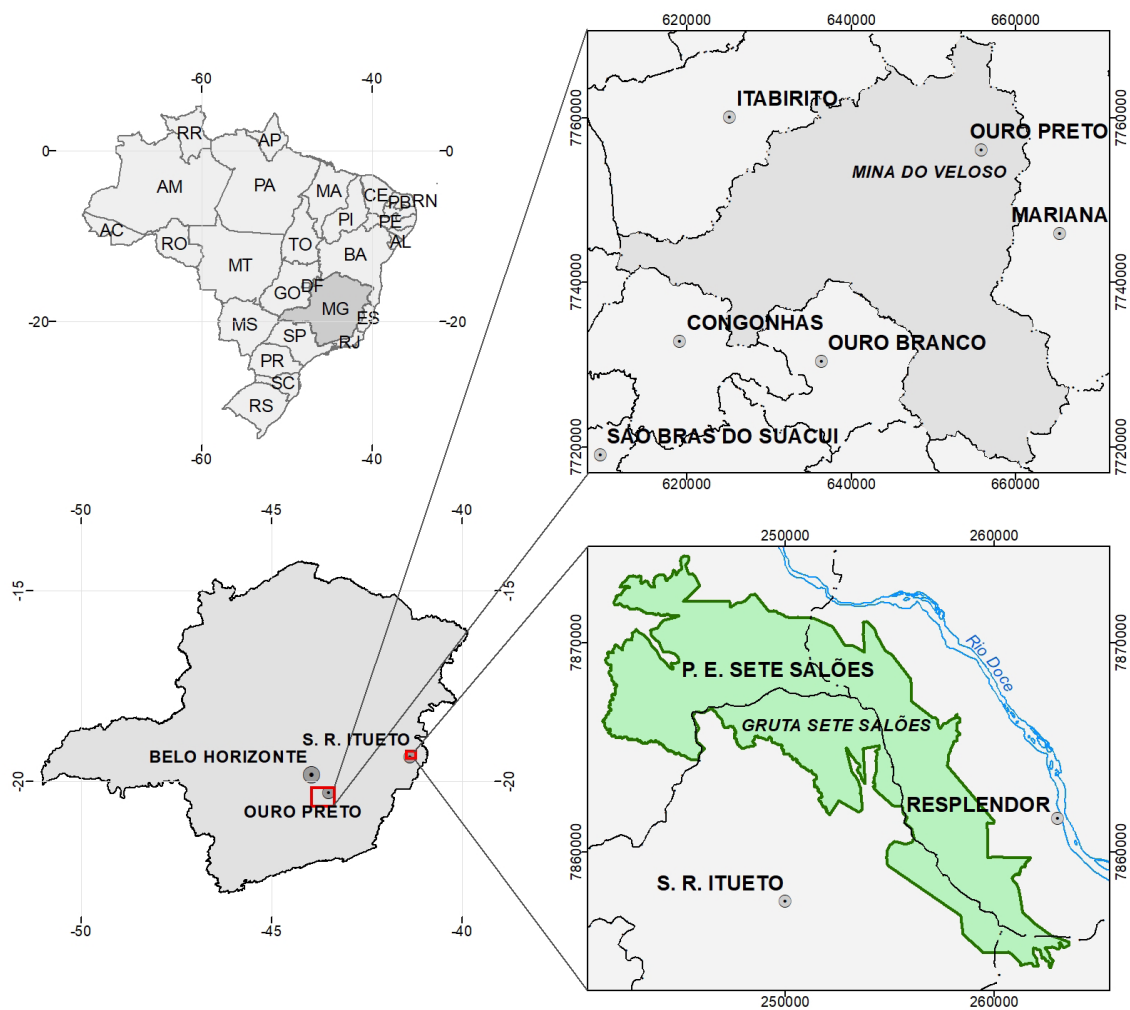 -60
-40
0
-0
RR
AP
AM
PA
MA
CE
RN
PB
PI
PE
AC
AL
RO
TO
BA
MT
DF
GO
MG
-20
-20
MS
ES
SP
RJ
PR
SC
RS
-60
-40
620000
640000
660000
7760000
7760000
ITABIRITO
OURO PRETO
MINA DO VELOSO
MARIANA
7740000
7740000
CONGONHAS
OURO BRANCO
SAO BRAS DO SUACUI
7720000
7720000
620000
640000
660000
-50
-45
-40
-15
-15
S. R. ITUETO
BELO HORIZONTE
-20
-20
OURO PRETO
-50
-45
-40
250000
260000
7870000
7870000
Rio Doce
P. E. SETE SALÕES
GRUTA SETE SALÕES
RESPLENDOR
7860000
7860000
S. R. ITUETO
250000
260000